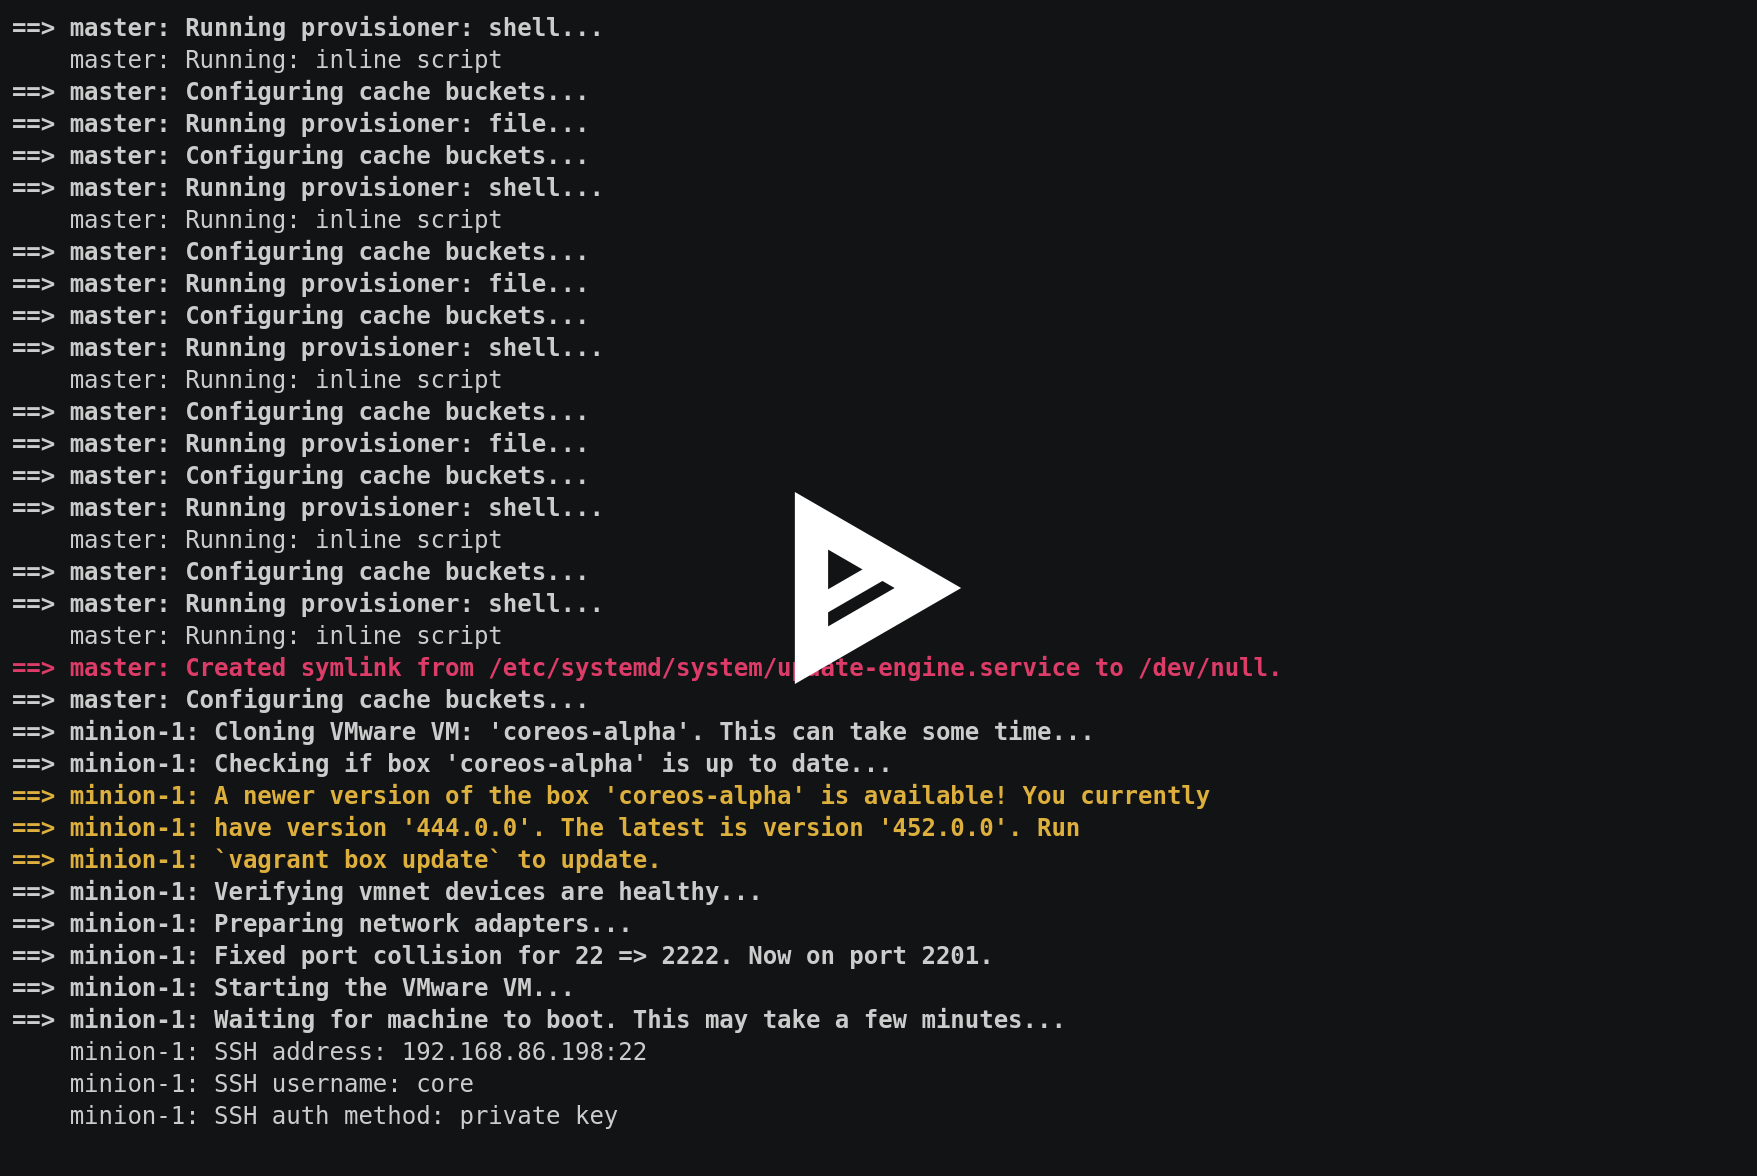 ==> master: Running provisioner: shell...
    master: Running: inline script
==> master: Configuring cache buckets...
==> master: Running provisioner: file...
==> master: Configuring cache buckets...
==> master: Running provisioner: shell...
    master: Running: inline script
==> master: Configuring cache buckets...
==> master: Running provisioner: file...
==> master: Configuring cache buckets...
==> master: Running provisioner: shell...
    master: Running: inline script
==> master: Configuring cache buckets...
==> master: Running provisioner: file...
==> master: Configuring cache buckets...
==> master: Running provisioner: shell...
    master: Running: inline script
==> master: Configuring cache buckets...
==> master: Running provisioner: shell...
    master: Running: inline script
==> master: Created symlink from /etc/systemd/system/update-engine.service to /dev/null.
==> master: Configuring cache buckets...
==> minion-1: Cloning VMware VM: 'coreos-alpha'. This can take some time...
==> minion-1: Checking if box 'coreos-alpha' is up to date...
==> minion-1: A newer version of the box 'coreos-alpha' is available! You currently
==> minion-1: have version '444.0.0'. The latest is version '452.0.0'. Run
==> minion-1: `vagrant box update` to update.
==> minion-1: Verifying vmnet devices are healthy...
==> minion-1: Preparing network adapters...
==> minion-1: Fixed port collision for 22 => 2222. Now on port 2201.
==> minion-1: Starting the VMware VM...
==> minion-1: Waiting for machine to boot. This may take a few minutes...
    minion-1: SSH address: 192.168.86.198:22
    minion-1: SSH username: core
    minion-1: SSH auth method: private key